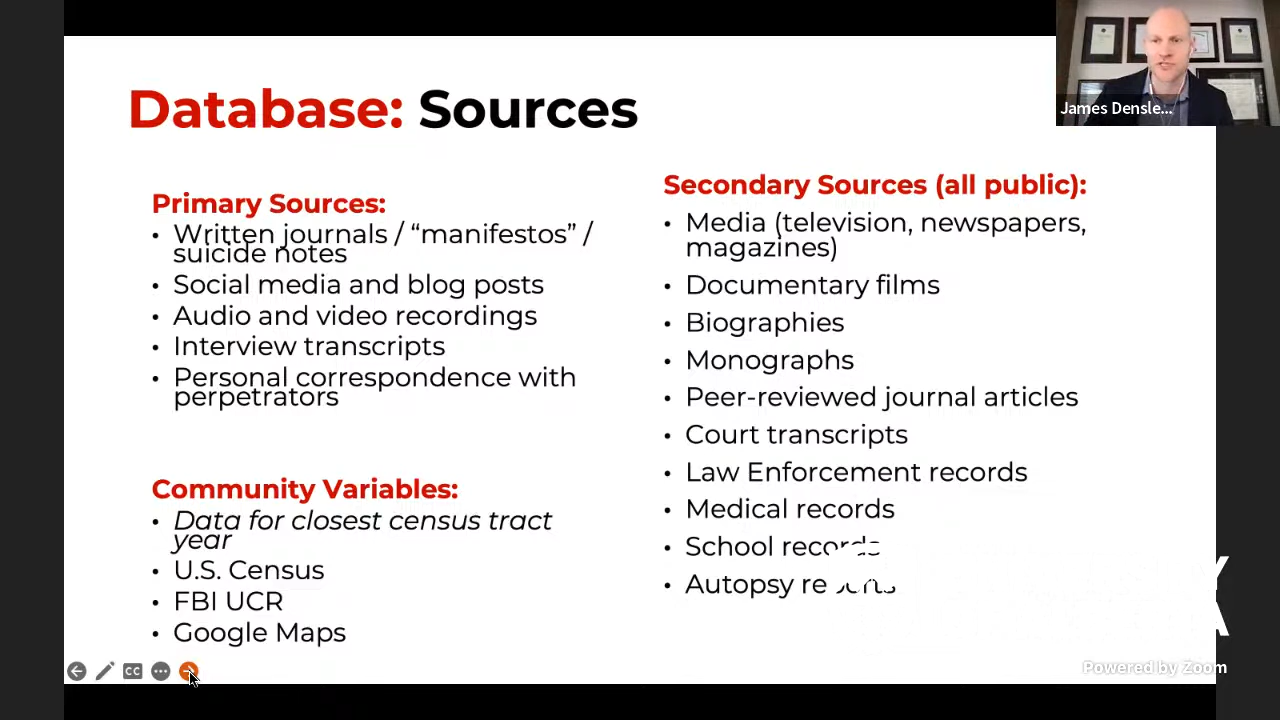 Database: Sources
Primary Sources:
• Written journals / “manifestos” /
suicide notes
• Social media and blog posts
• Audio and video recordings
• Interview transcripts
• Personal correspondence with
perpetrators
Community Variables:
• Data for closest census tract
year
• U.S. Census
• FBI UCR
• Google Maps
Secondary Sources (all public):
• Media (television, newspapers,
magazines)
• Documentary films
• Biographies
• Monographs
• Peer-reviewed journal articles
• Court transcripts
• Law Enforcement records
• Medical records
• School records
• Autopsy reports
James Densle...
CC
Powered by Zoom